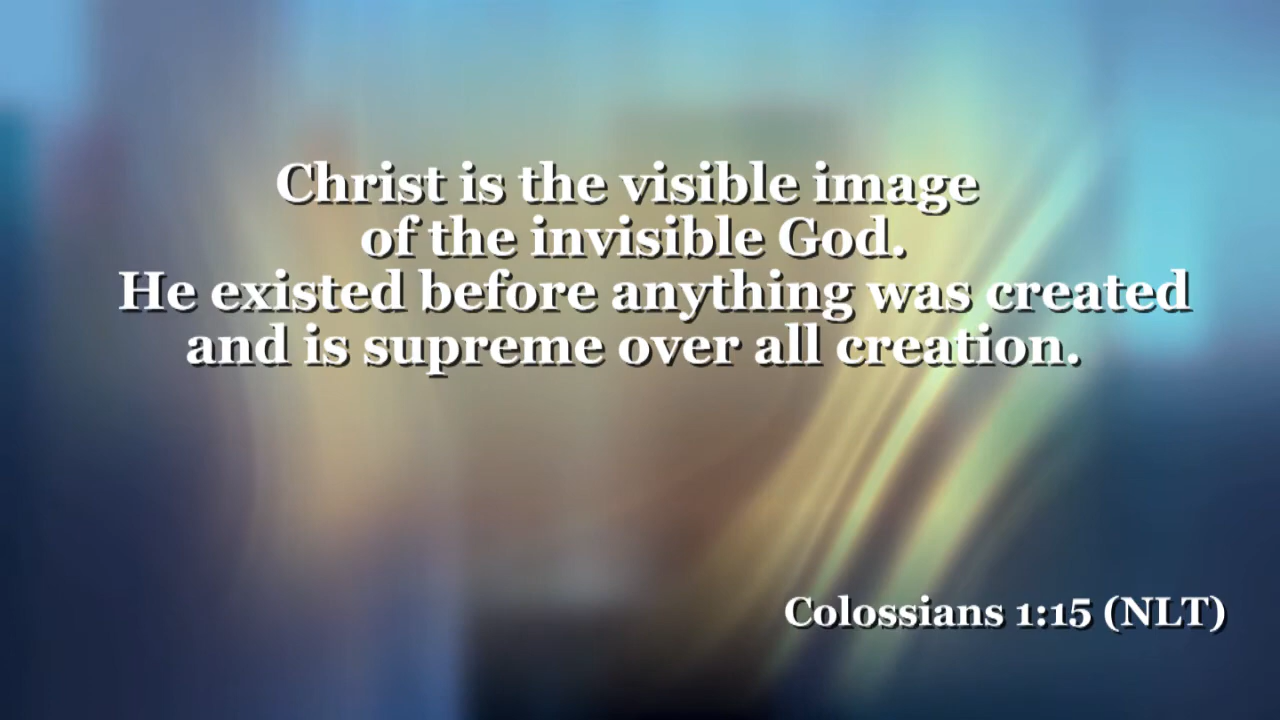 Christ is the visible image
of the invisible God.
He existed before anything was created
and is supreme over all creation.
Colossians 1:15 (NLT)